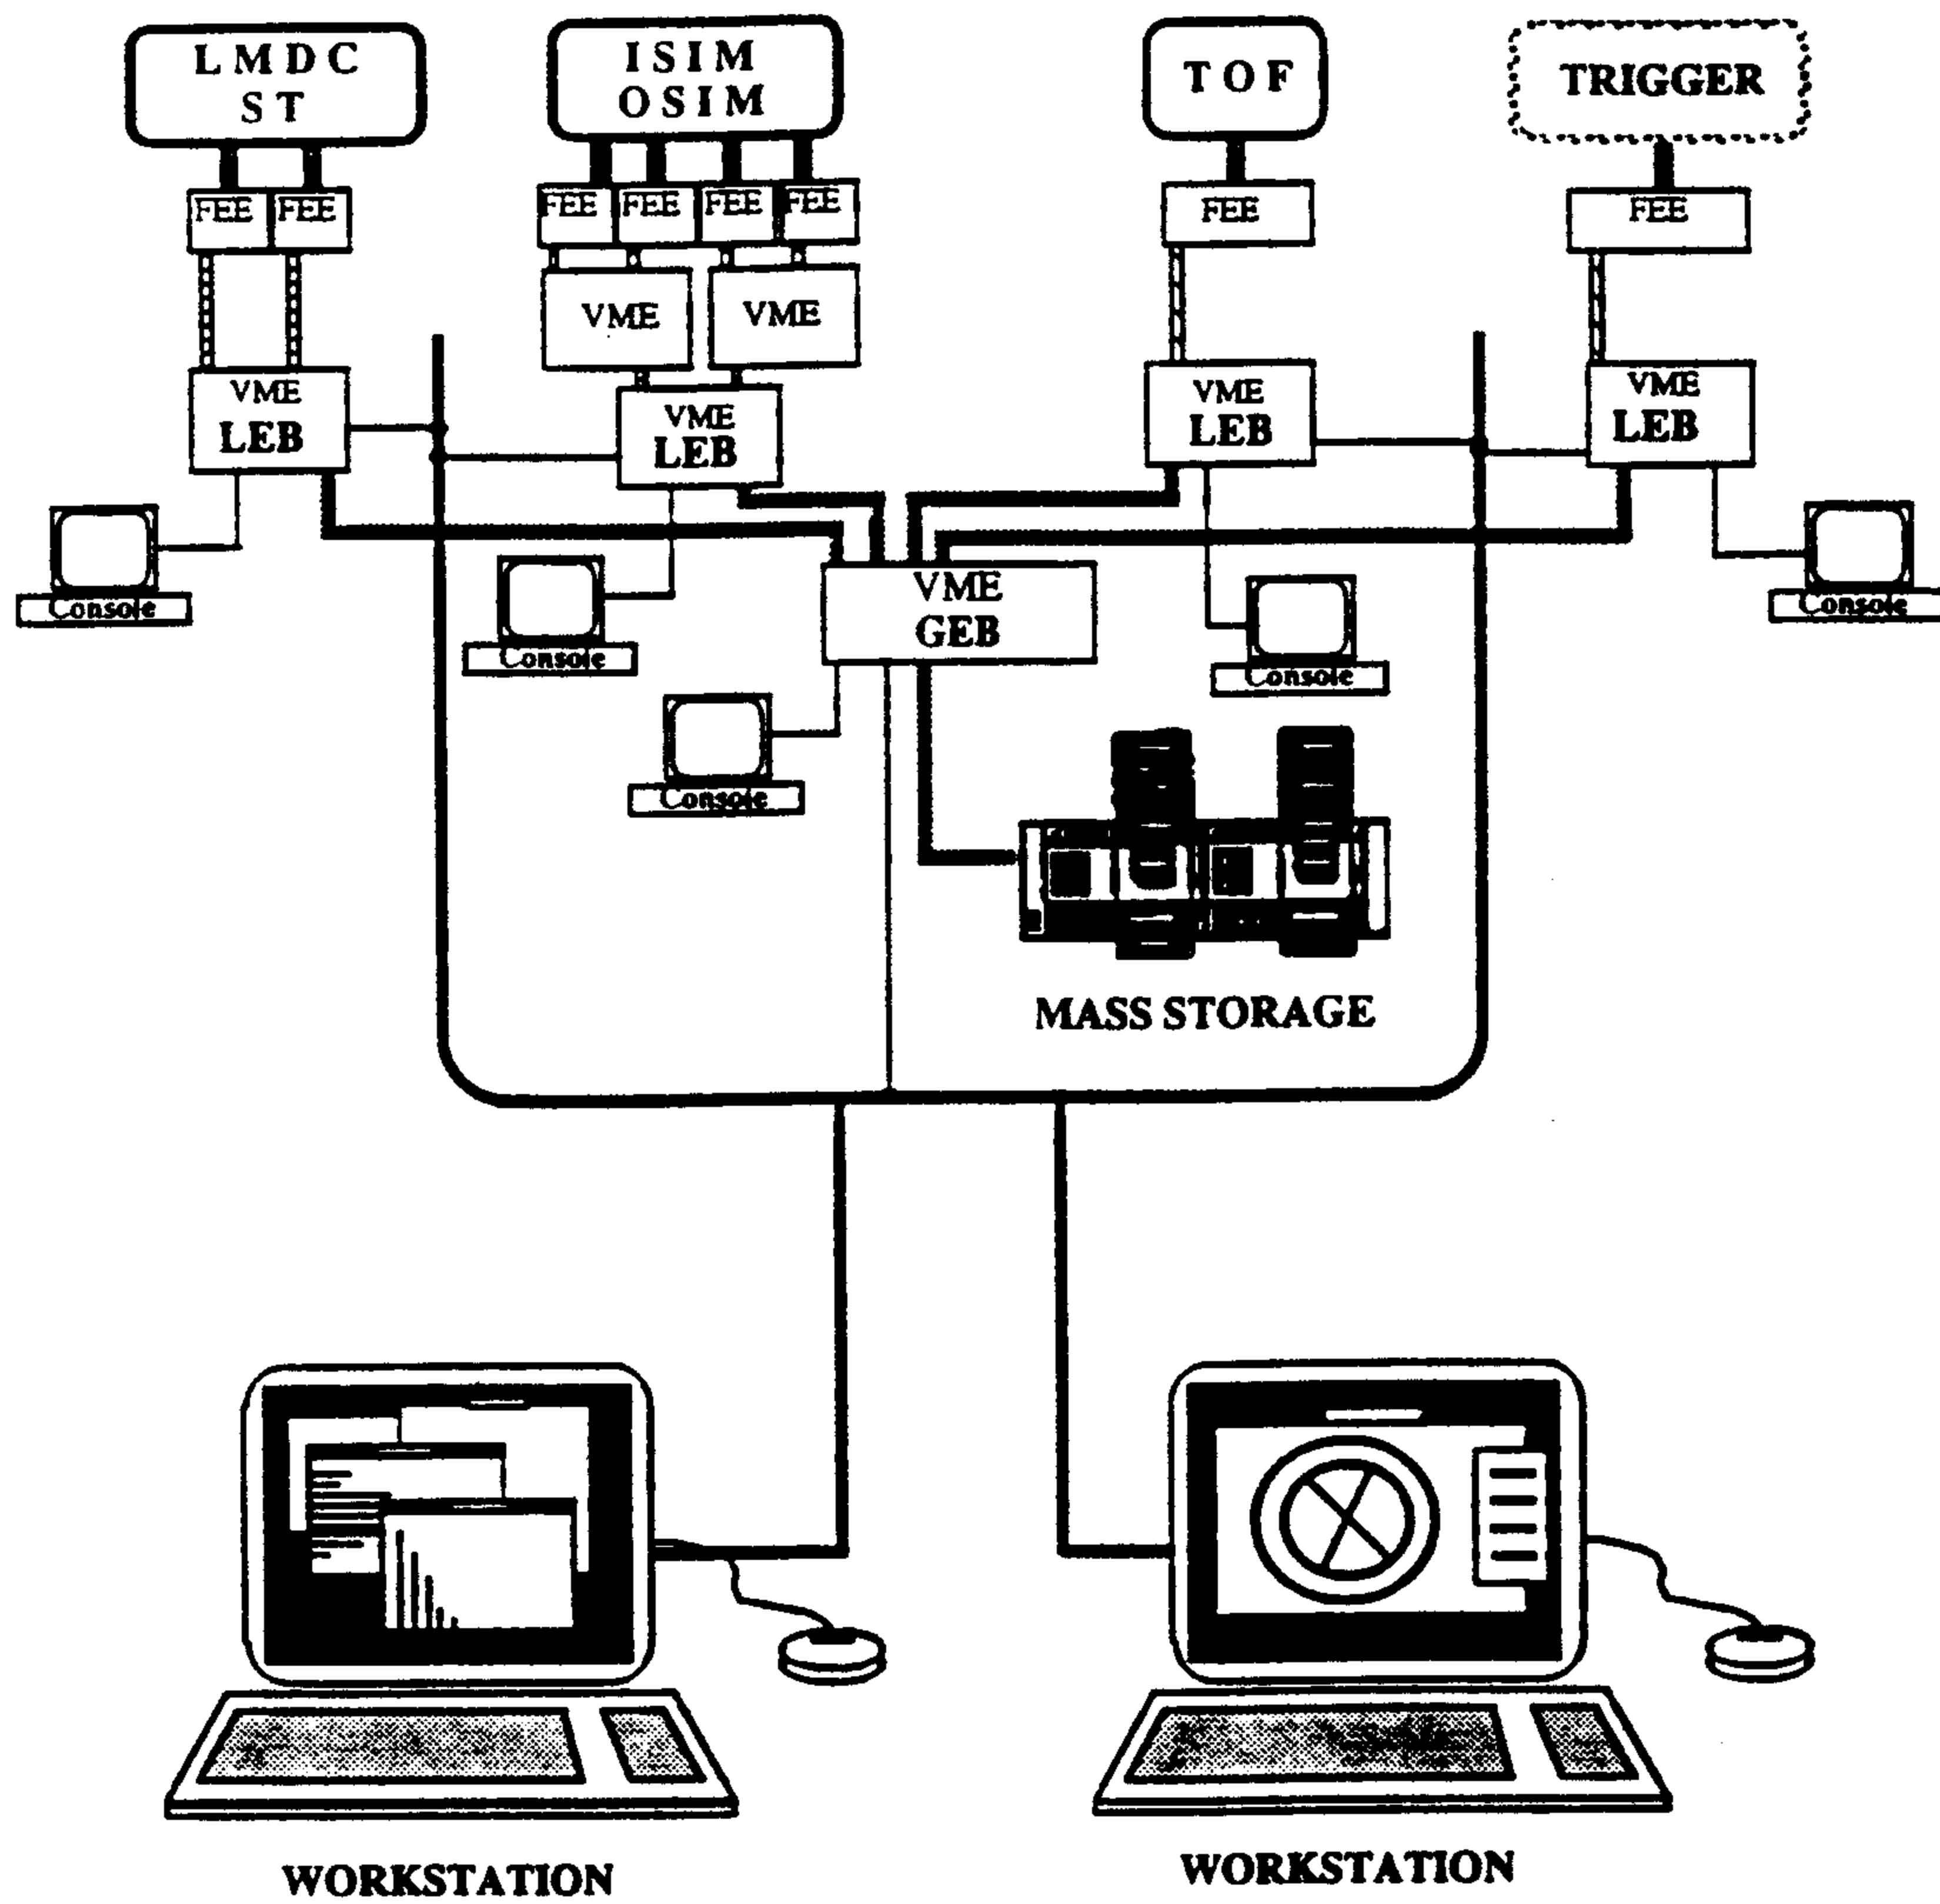 LMDC
ST
ISIM
OSIM
TOF
TRIGGER
FEE
FEE
FEE
FEE
FEE
FEE
FEE
FEE
VME
VME
VME
LEB
VME
LEB
VME
LEB
VME
LEB
Console
Console
VME
GEB
Console
Console
Console
MASS STORAGE
WORKSTATION
WORKSTATION